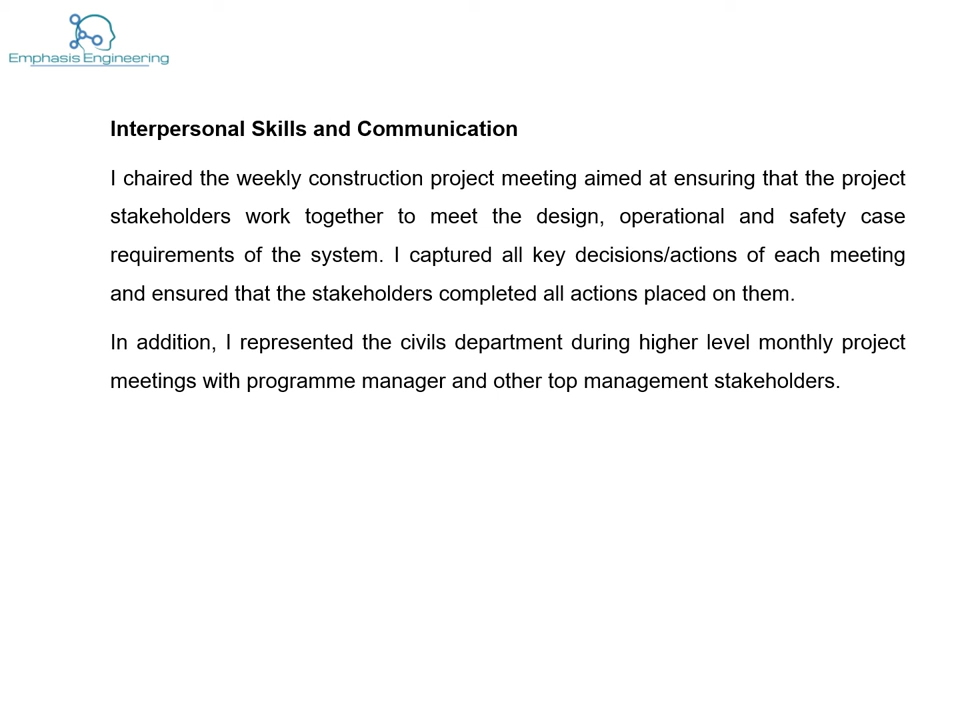 Emphasis Engineering
Interpersonal Skills and Communication
I chaired the weekly construction project meeting aimed at ensuring that the project
stakeholders work together to meet the design, operational and safety case
requirements of the system. I captured all key decisions/actions of each meeting
and ensured that the stakeholders completed all actions placed on them.
In addition, I represented the civils department during higher level monthly project
meetings with programme manager and other top management stakeholders.